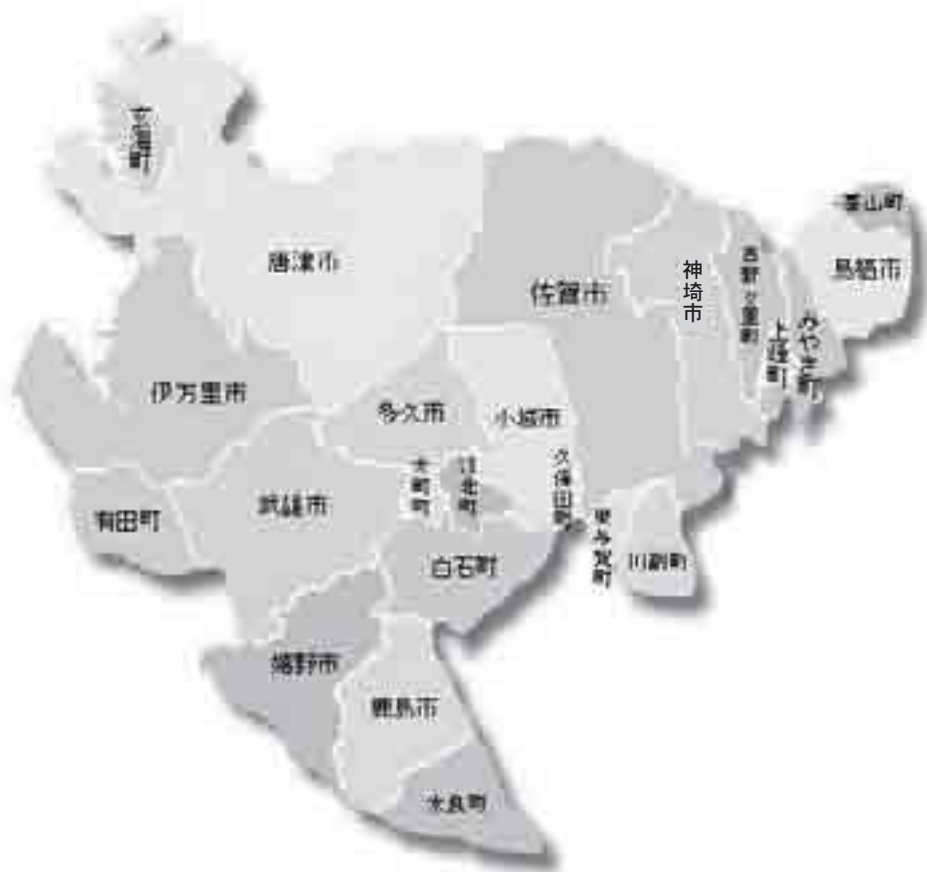 玄海町
基山町
唐津市
佐賀市
神埼市
吉野ヶ里町
鳥栖市
上峰町
みやき町
伊万里市
多久市
小城市
大町町
江北町
久保田町
有田町
武雄市
白石町
東与賀町
川副町
嬉野市
鹿島市
太良町